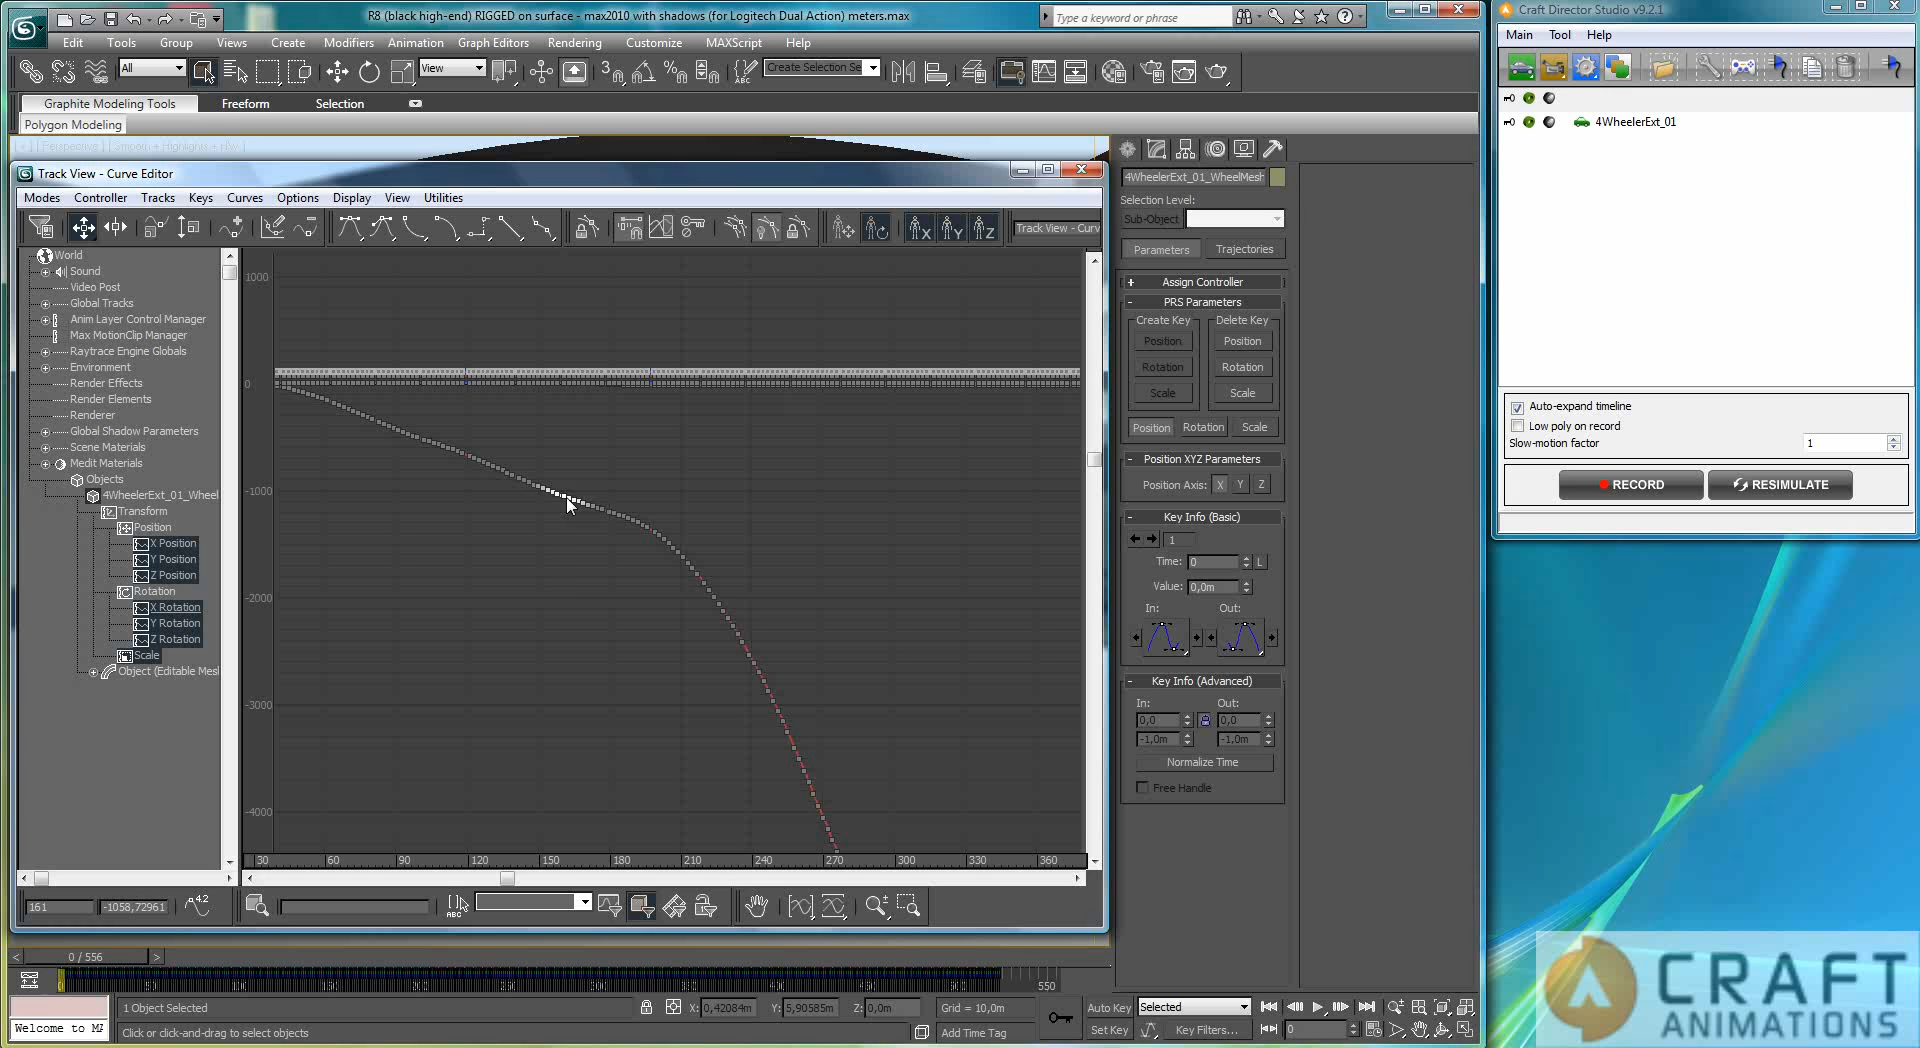 R8 (black high-end) RIGGED on surface - max2010 with shadows (for Logitech Dual Action) meters.max
Type a keyword or phrase
Edit Tools Group Views Create Modifiers Animation Graph Editors Rendering Customize MAXScript Help
All
View
3
ABC
Create Selection Se
Graphite Modeling Tools Freeform Selection
Polygon Modeling
Track View - Curve Editor
Modes Controller Tracks Keys Curves Options Display View Utilities
X Y Z
Track View - Curv
World
Sound
Video Post
Global Tracks
Anim Layer Control Manager
Max MotionClip Manager
Raytrace Engine Globals
Environment
Render Effects
Render Elements
Renderer
Global Shadow Parameters
Scene Materials
Medit Materials
Objects
4WheelerExt_01_Wheel
Transform
Position
X Position
Y Position
Z Position
Rotation
X Rotation
Y Rotation
Z Rotation
Scale
Object (Editable Mesh
1000
0
-1000
-2000
-3000
-4000
30 60 90 120 150 180 210 240 270 300 330 360
161 -1058,72961 4.2
ABC
0 / 556
550
1 Object Selected
X: 0,42084m Y: 5,90585m Z: 0,0m
Grid = 10,0m
Auto Key Selected
Welcome to MA
Click or click-and-drag to select objects
Add Time Tag
Set Key Key Filters... 0
4WheelerExt_01_WheelMesh
Selection Level:
Sub-Object
Parameters Trajectories
+ Assign Controller
- PRS Parameters
Create Key Delete Key
Position Position
Rotation Rotation
Scale Scale
Position Rotation Scale
- Position XYZ Parameters
Position Axis: X Y Z
- Key Info (Basic)
1
Time: 0 L
Value: 0,0m
In: Out:
- Key Info (Advanced)
In: Out:
0,0 0,0
-1,0m -1,0m
Normalize Time
Free Handle
Craft Director Studio v9.2.1
Main Tool Help
4WheelerExt_01
Auto-expand timeline
Low poly on record
Slow-motion factor 1
RECORD RESIMULATE
CRAFT
ANIMATIONS